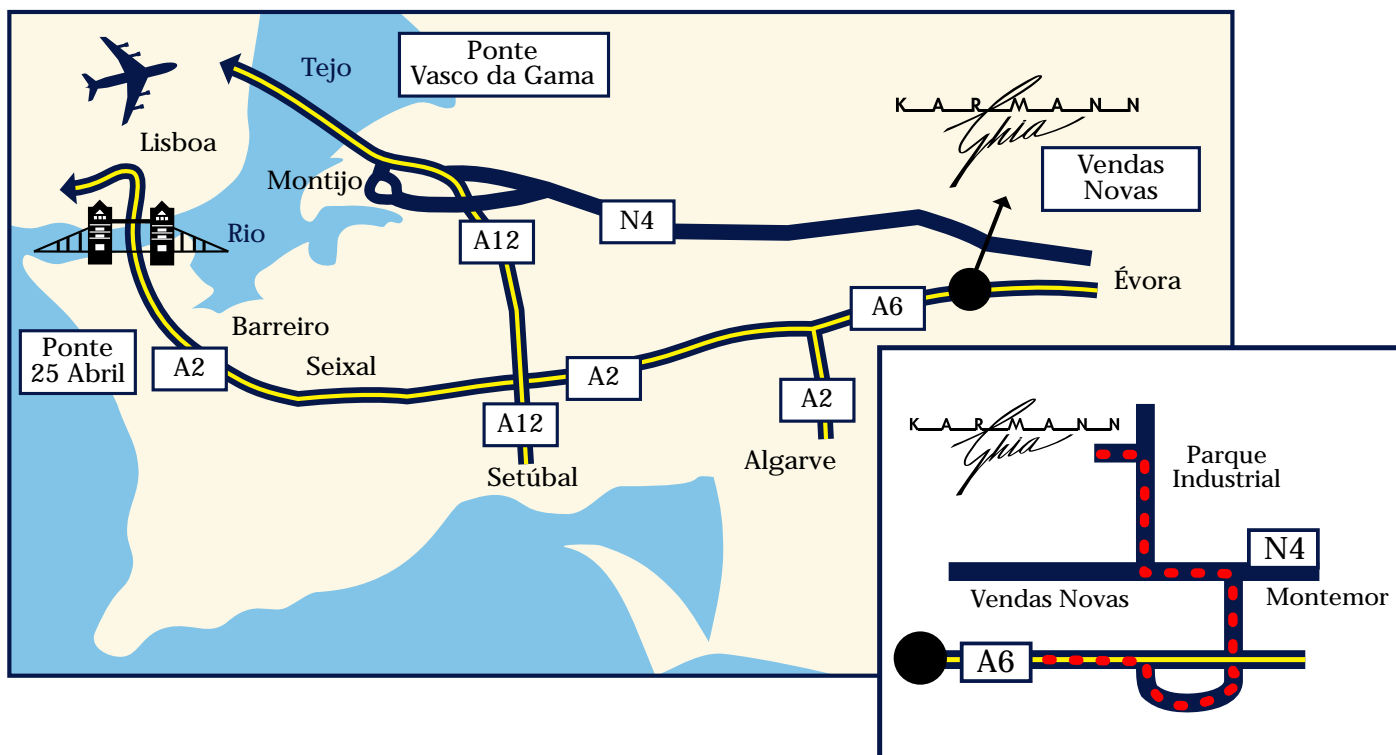 Ponte
Vasco da Gama
Tejo
KARMANN
Ghia
Lisboa
Vendas
Novas
Montijo
N4
Rio
A12
Évora
A6
Barreiro
Ponte
25 Abril
A2
Seixal
A2
A2
A12
Algarve
Setúbal
KARMANN
Ghia
Parque
Industrial
N4
Vendas Novas
Montemor
A6